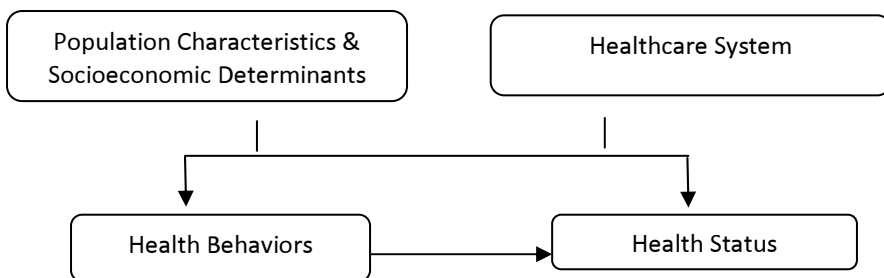 Population Characteristics &
Socioeconomic Determinants
Healthcare System
Health Behaviors
Health Status